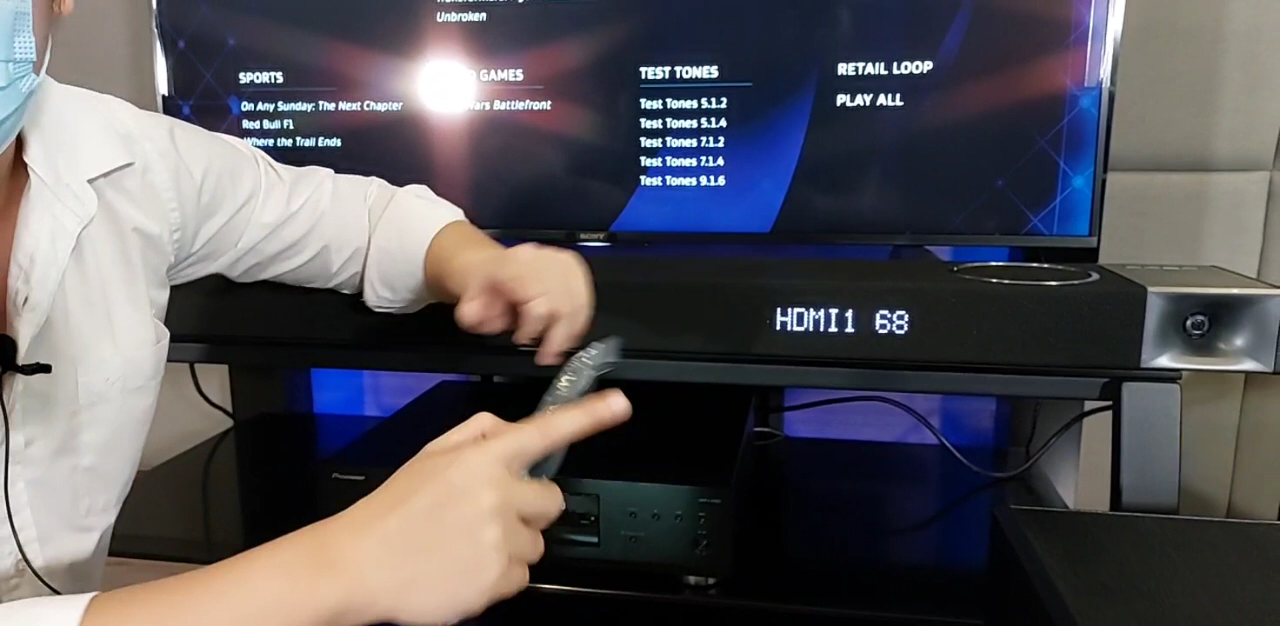 Unbroken
SPORTS
On Any Sunday: The Next Chapter
Red Bull F1
Where the Trail Ends
GAMES
Wars Battlefront
TEST TONES
Test Tones 5.1.2
Test Tones 5.1.4
Test Tones 7.1.2
Test Tones 7.1.4
Test Tones 9.1.6
RETAIL LOOP
PLAY ALL
SONY
HDMI1 68
Pioneer